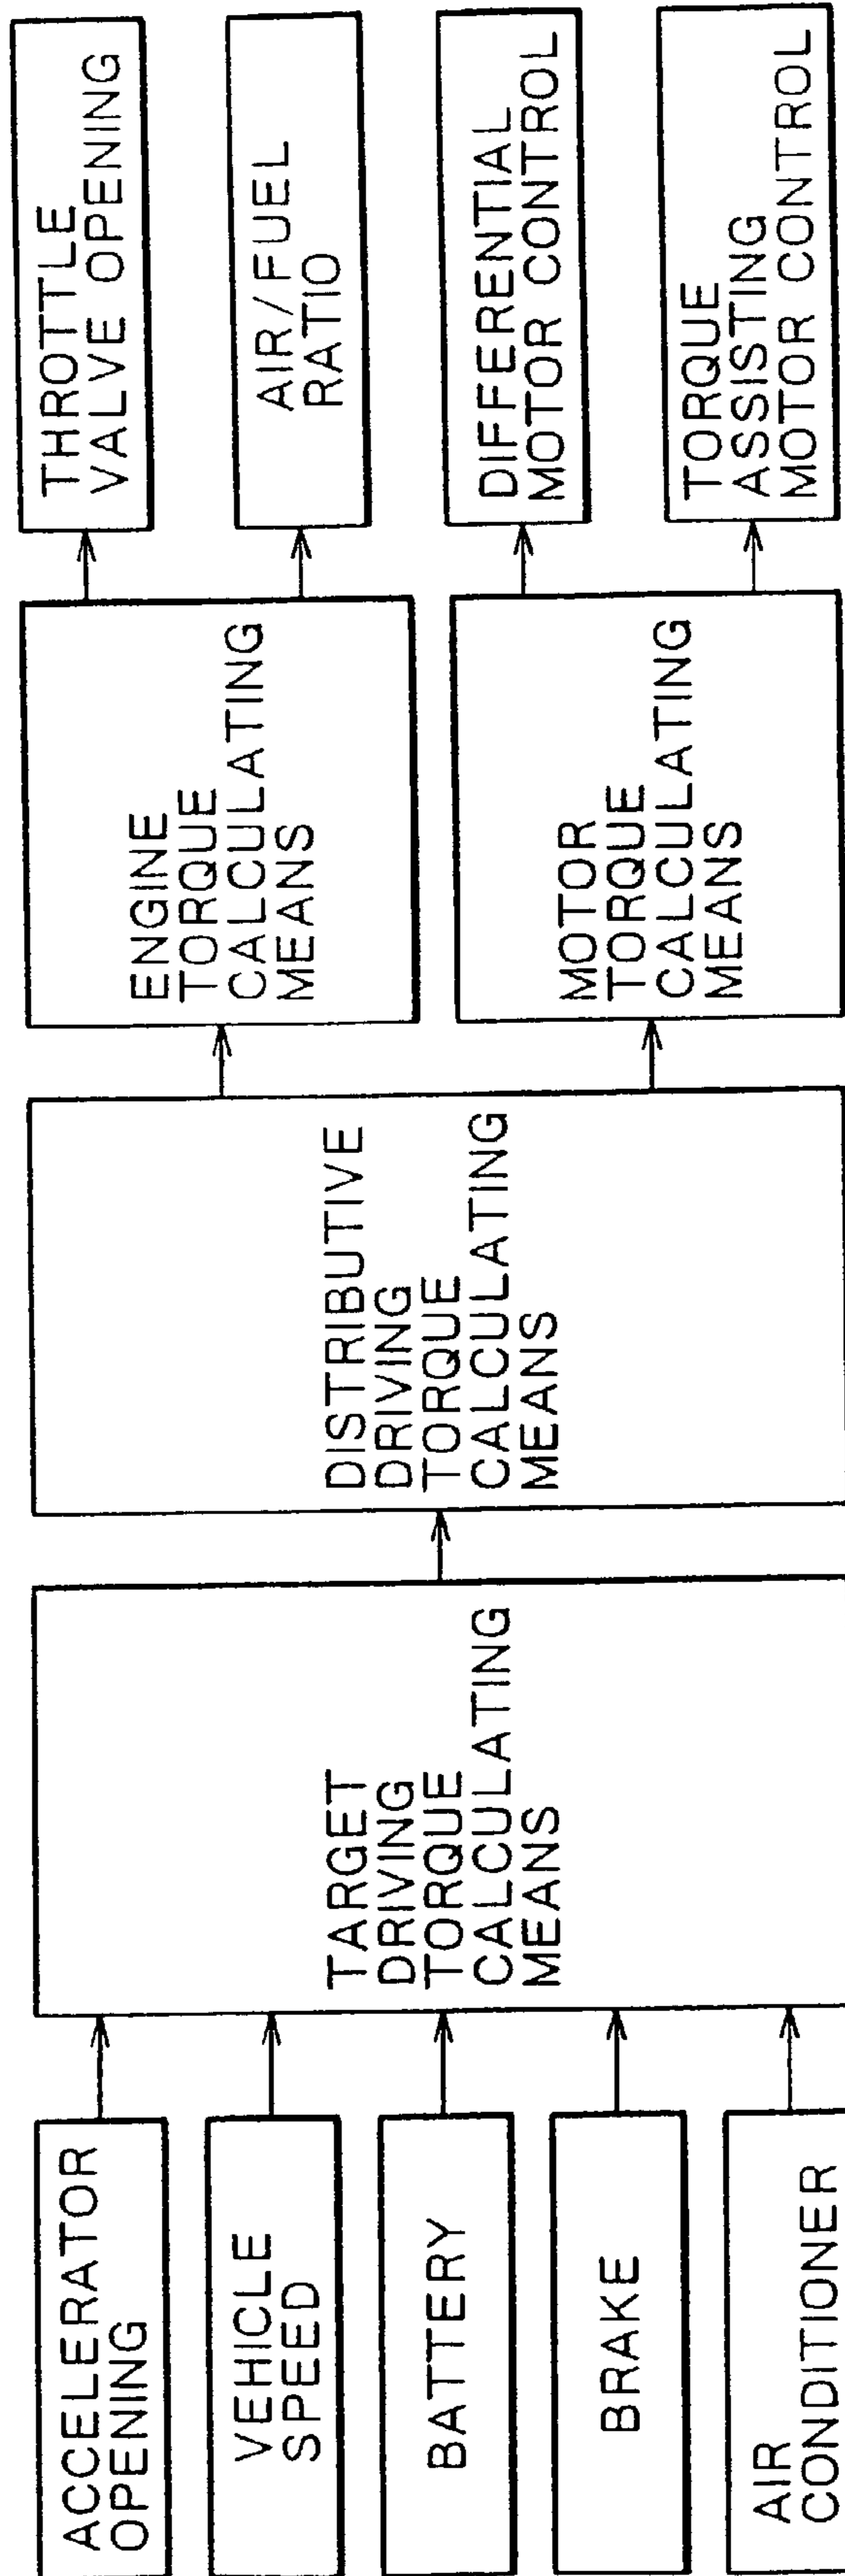 ACCELERATOR
OPENING
VEHICLE
SPEED
BATTERY
BRAKE
AIR
CONDITIONER
TARGET
DRIVING
TORQUE
CALCULATING
MEANS
DISTRIBUTIVE
DRIVING
TORQUE
CALCULATING
MEANS
ENGINE
TORQUE
CALCULATING
MEANS
MOTOR
TORQUE
CALCULATING
MEANS
THROTTLE
VALVE OPENING
AIR/FUEL
RATIO
DIFFERENTIAL
MOTOR CONTROL
TORQUE
ASSISTING
MOTOR CONTROL